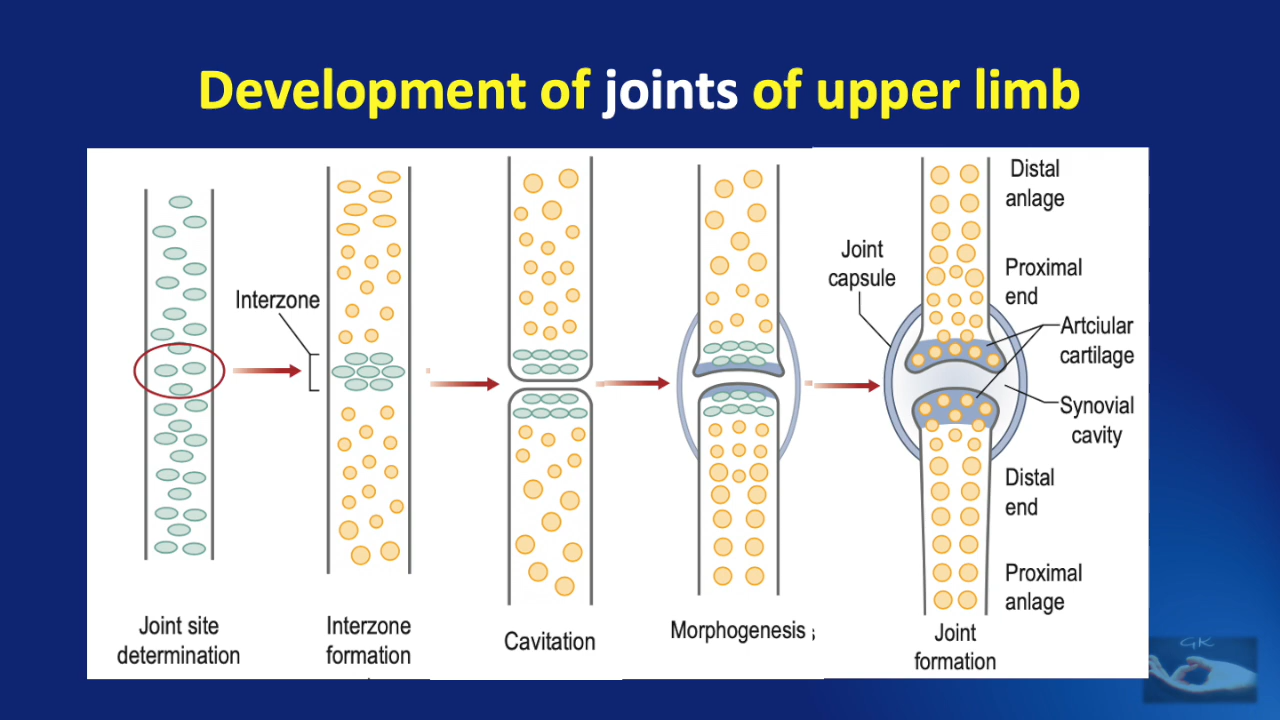 Development of joints of upper limb
Interzone
Joint
capsule
Distal
anlage
Proximal
end
Artciular
cartilage
Synovial
cavity
Distal
end
Proximal
anlage
Joint site
determination
Interzone
formation
Cavitation
Morphogenesis ;
Joint
formation
GK